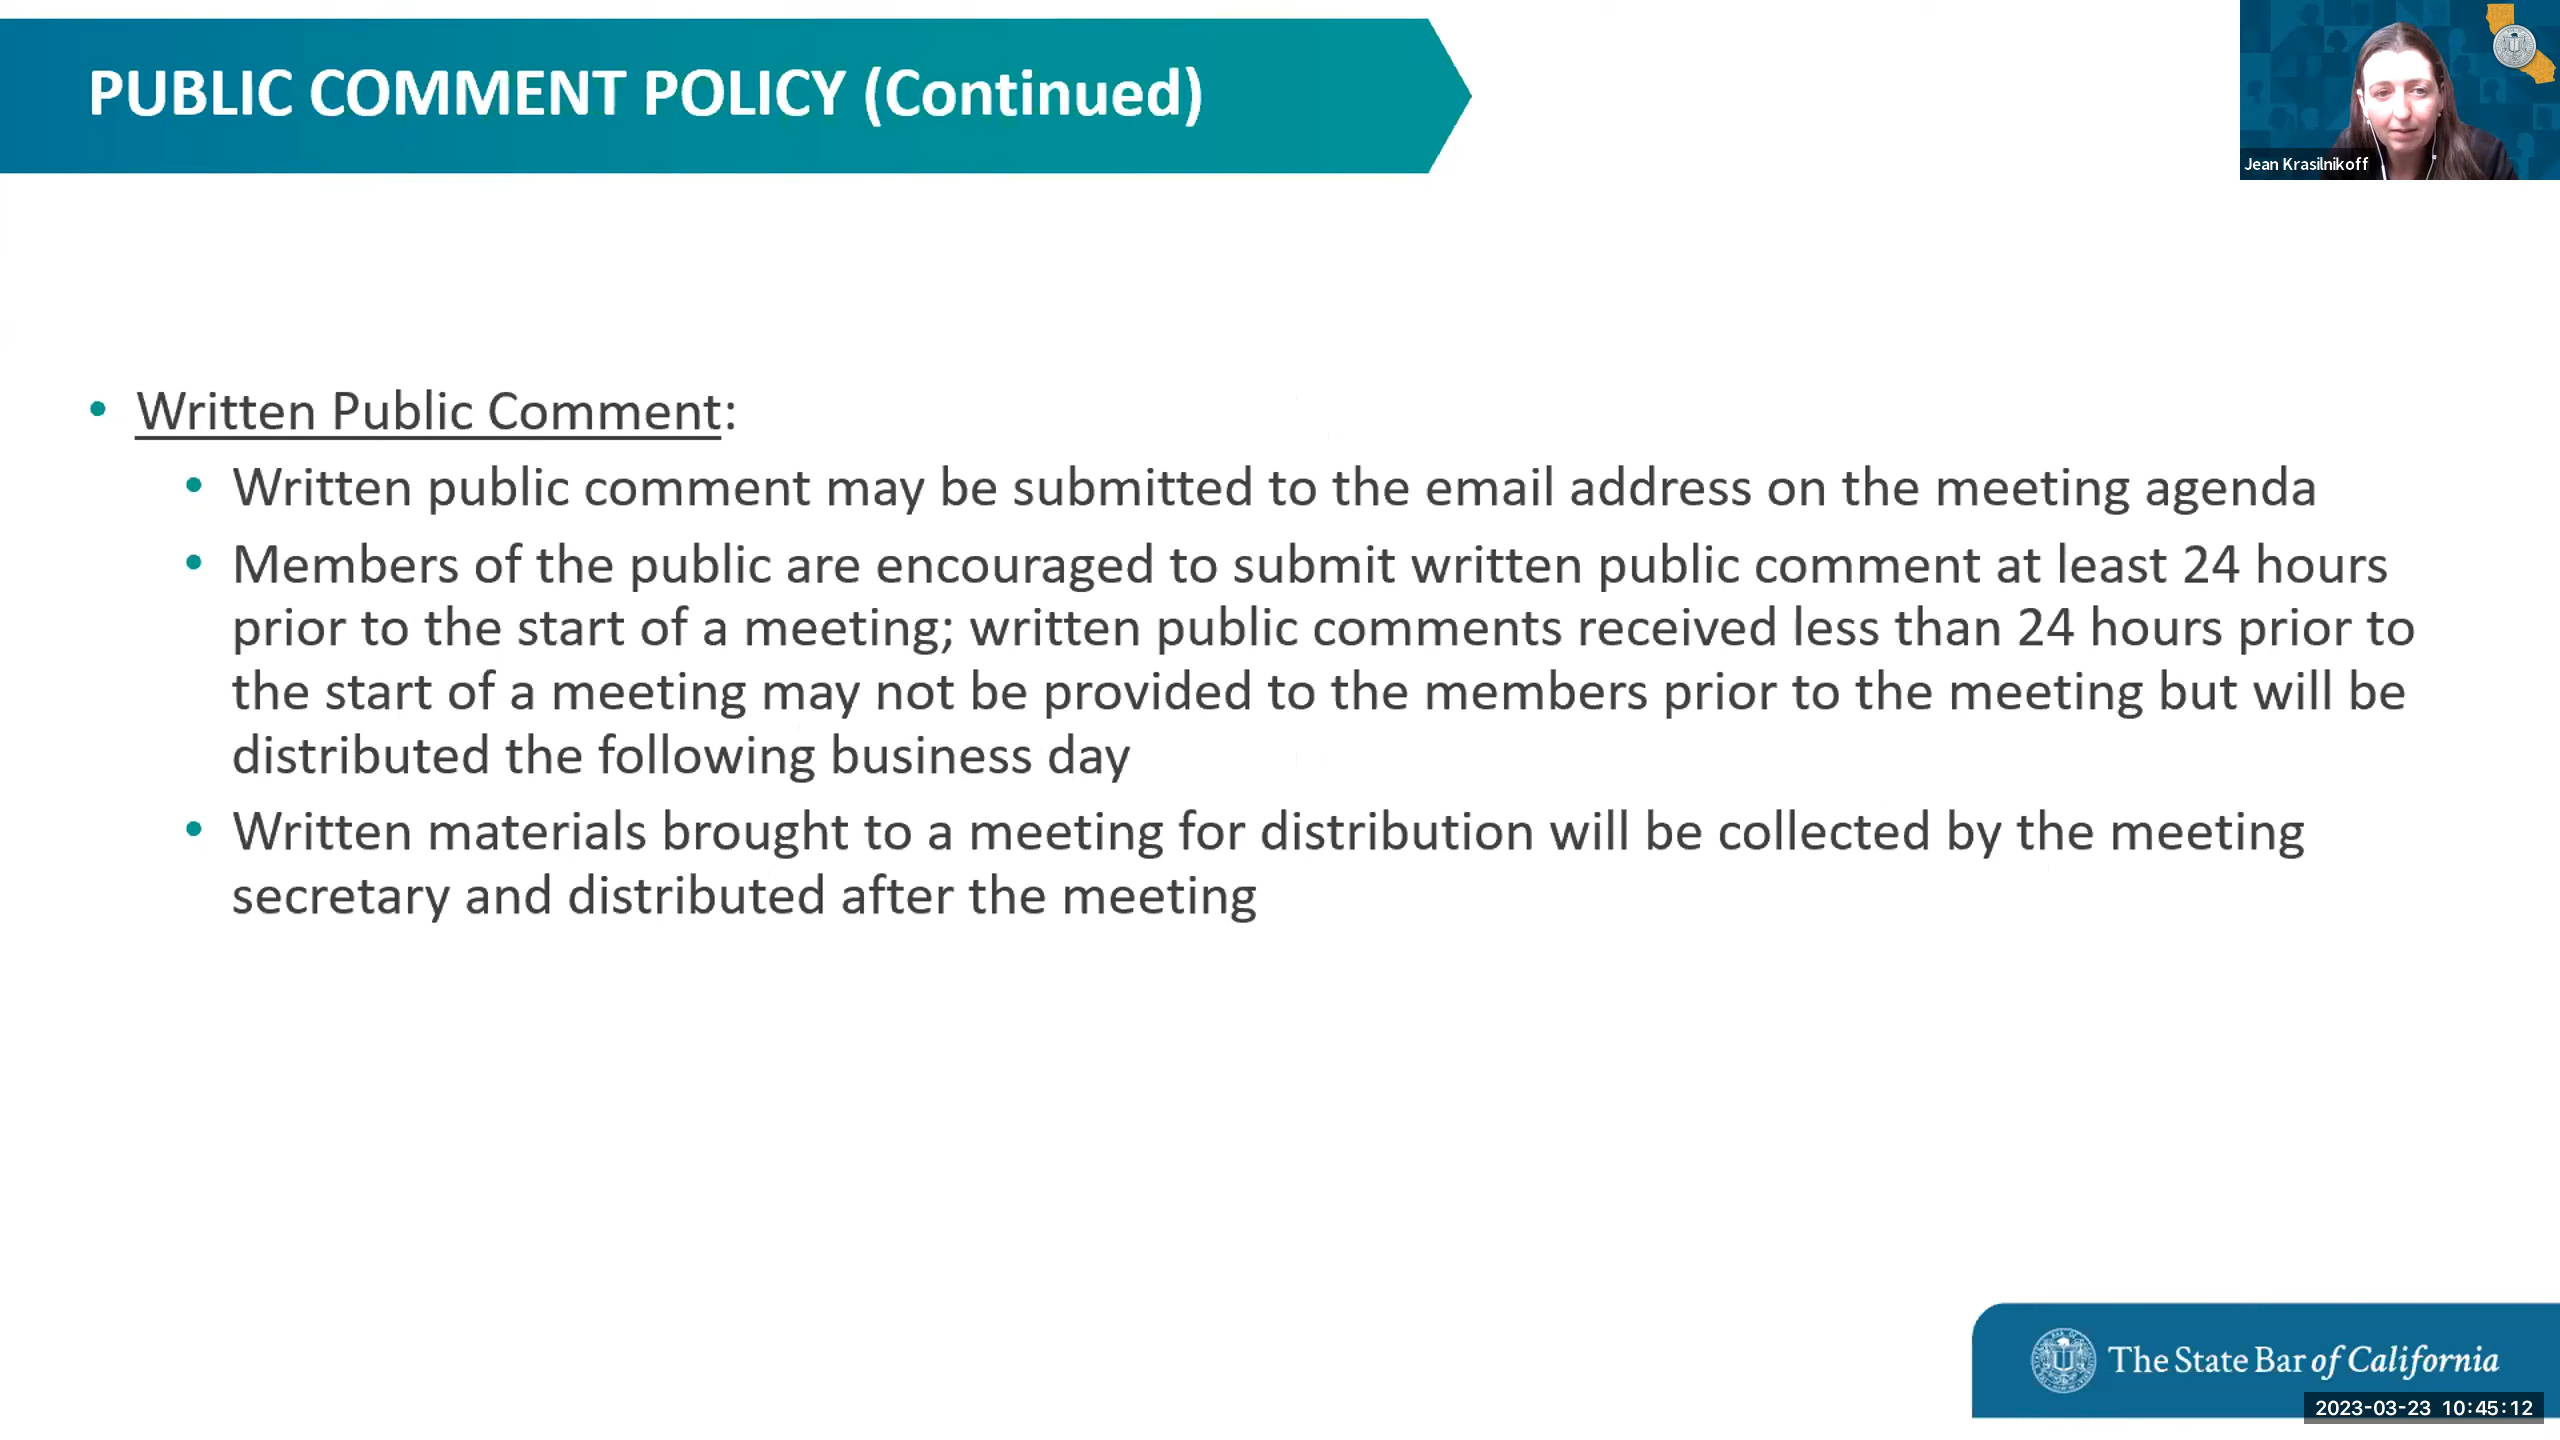 PUBLIC COMMENT POLICY (Continued)
Jean Krasilnikoff
• Written Public Comment:
• Written public comment may be submitted to the email address on the meeting agenda
• Members of the public are encouraged to submit written public comment at least 24 hours
prior to the start of a meeting; written public comments received less than 24 hours prior to
the start of a meeting may not be provided to the members prior to the meeting but will be
distributed the following business day
• Written materials brought to a meeting for distribution will be collected by the meeting
secretary and distributed after the meeting
The State Bar of California
2023-03-23 10:45:12